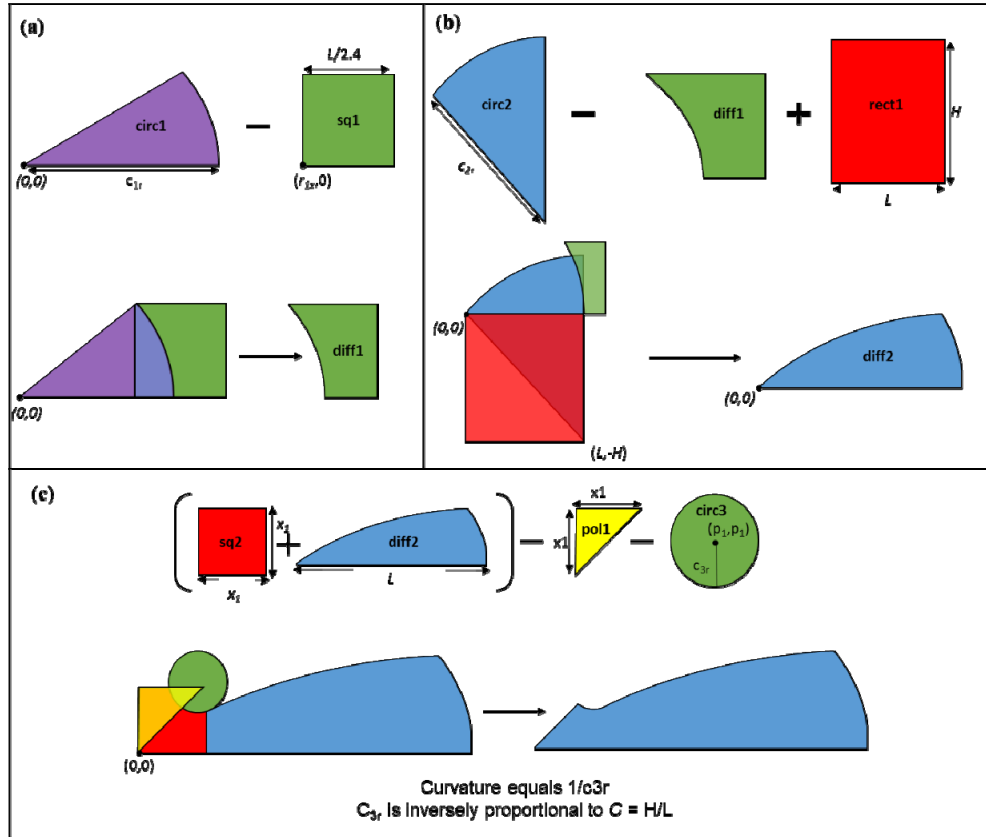 (a)
L/2.4
circ1
sq1
(0,0)
c1r
(r1x,0)
diff1
(0,0)
(b)
circ2
diff1
rect1
H
c2r
L
(0,0)
diff2
(0,0)
(L,-H)
(c)
x1
sq2
x1
diff2
pol1
x1
circ3
(p1,p1)
c3r
L
x1
(0,0)
Curvature equals 1/c3r
C3r is inversely proportional to C = H/L